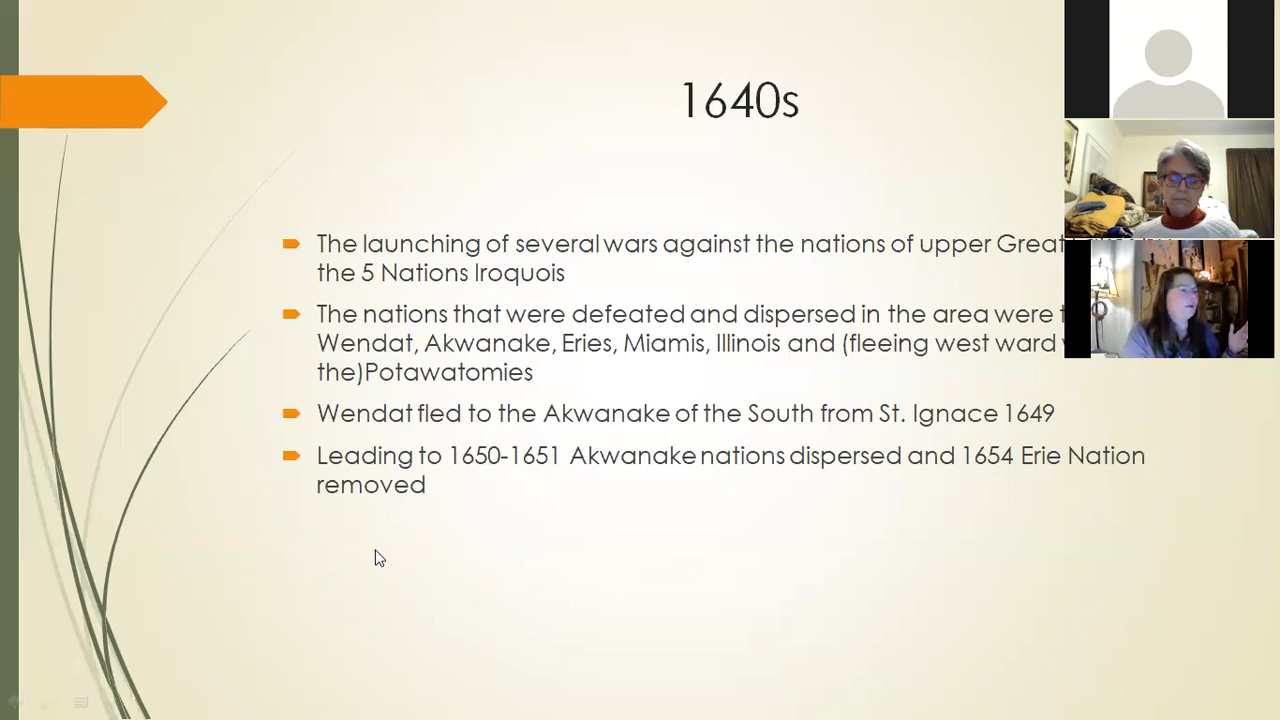 1640s
The launching of several wars against the nations of upper Great
the 5 Nations Iroquois
The nations that were defeated and dispersed in the area were
Wendat, Akwanake, Eries, Miamis, Illinois and (fleeing west ward
the)Potawatomies
Wendat fled to the Akwanake of the South from St. Ignace 1649
Leading to 1650-1651 Akwanake nations dispersed and 1654 Erie Nation
removed